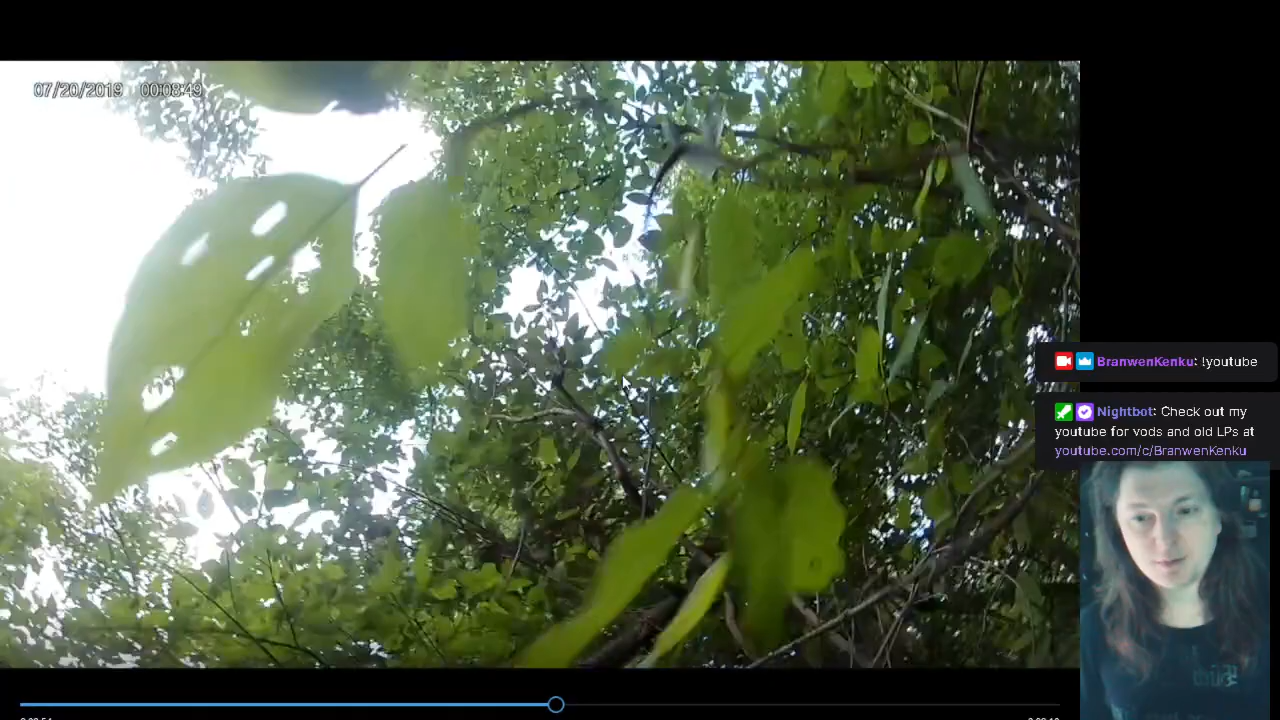 07/20/2019 00:08:49
BranwenKenku: !youtube
Nightbot: Check out my
youtube for vods and old LPs at
youtube.com/c/BranwenKenku